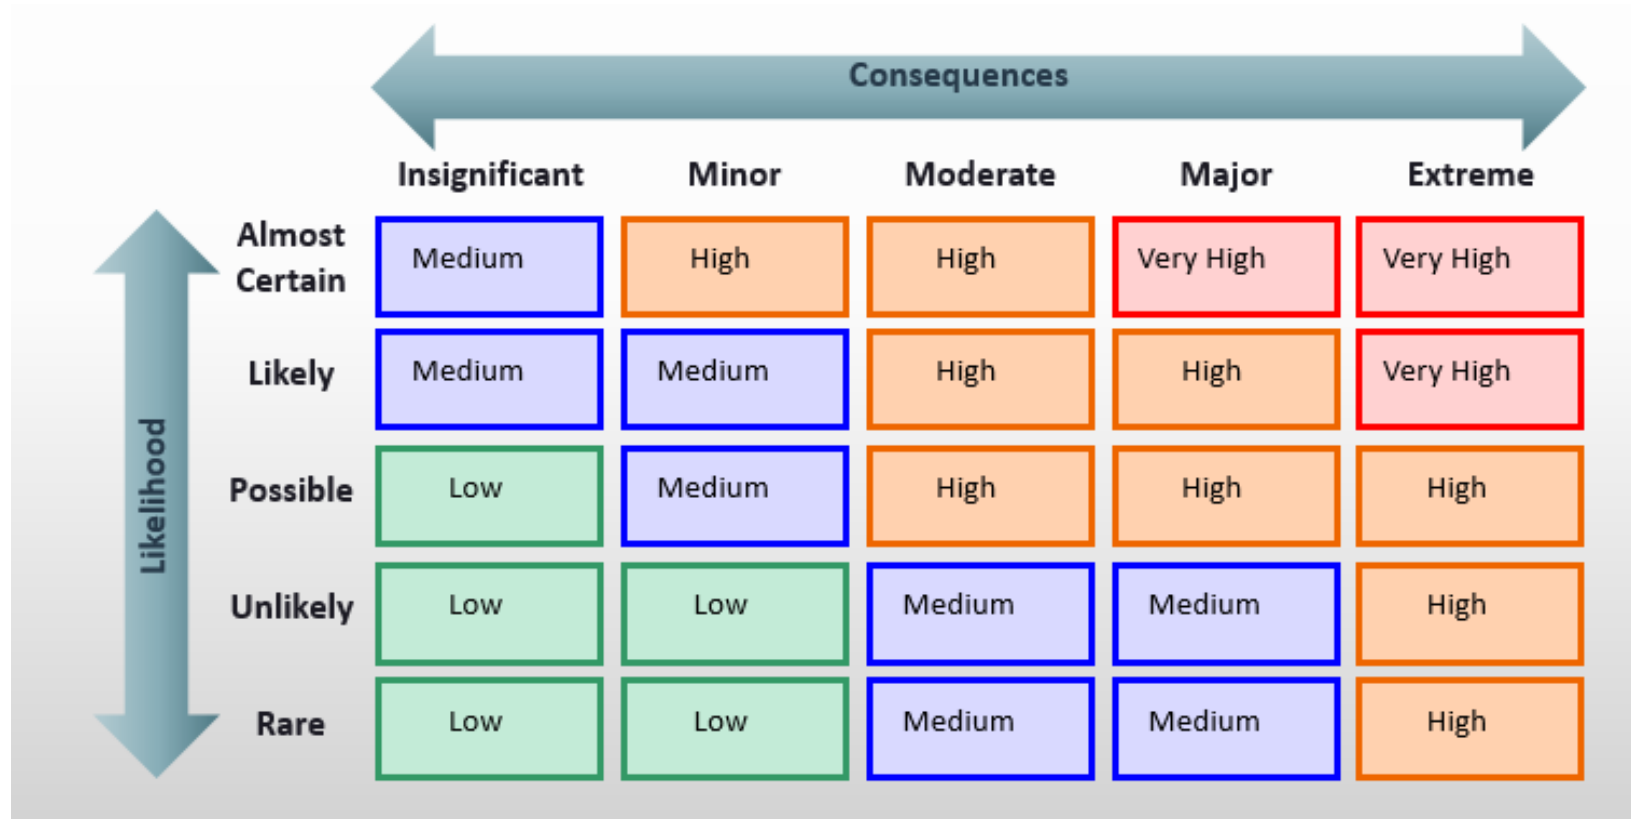 Consequences
Insignificant Minor Moderate Major Extreme
Almost
Certain
Medium High High Very High Very High
Likely Medium Medium High High Very High
Likelihood
Possible Low Medium High High High
Unlikely Low Low Medium Medium High
Rare Low Low Medium Medium High